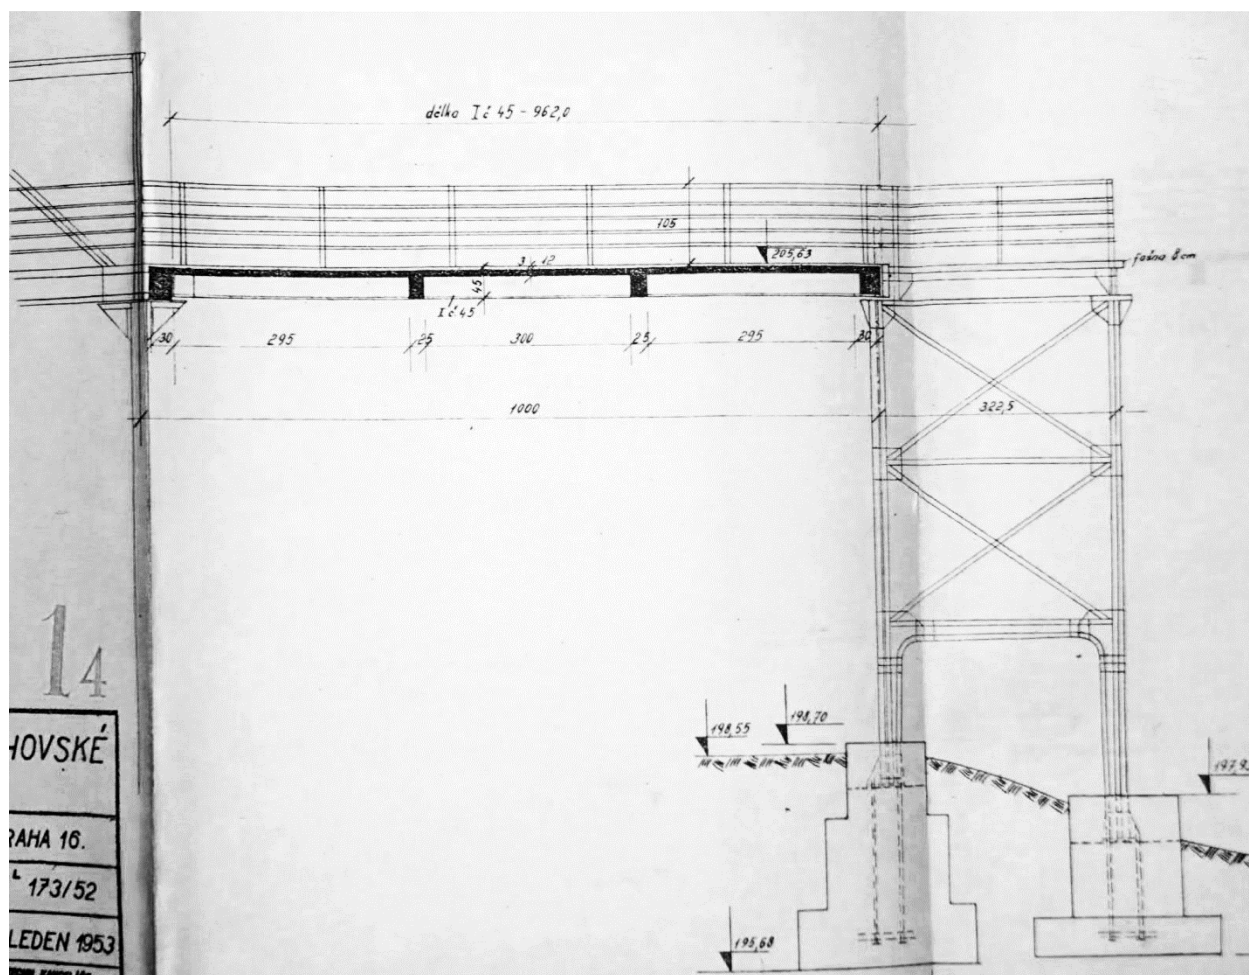 délka I č 45 - 962,0
105
205,63
3 12
fošna 8 cm
45
I č 45
30 295 25 300 25 295 30
1000 322,5
14
HOVSKÉ
198,70
198,55
197,9
RAHA 16.
L 173/52
LEDEN 1953
195,68